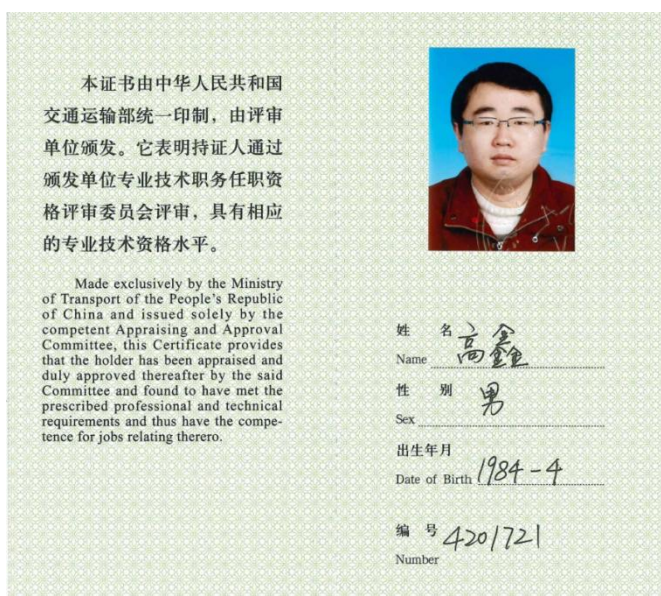 本证书由中华人民共和国
交通运输部统一印制，由评审
单位颁发。它表明持证人通过
颁发单位专业技术职务任职资
格评审委员会评审，具有相应
的专业技术资格水平。
Made exclusively by the Ministry
of Transport of the People's Republic
of China and issued solely by the
competent Appraising and Approval
Committee, this Certificate provides
that the holder has been appraised and
duly approved thereafter by the said
Committee and found to have met the
prescribed professional and technical
requirements and thus have the compe-
tence for jobs relating therero.
姓 名 高鑫
Name
性 别 男
Sex
出生年月
Date of Birth 1984-4
编 号 4201721
Number